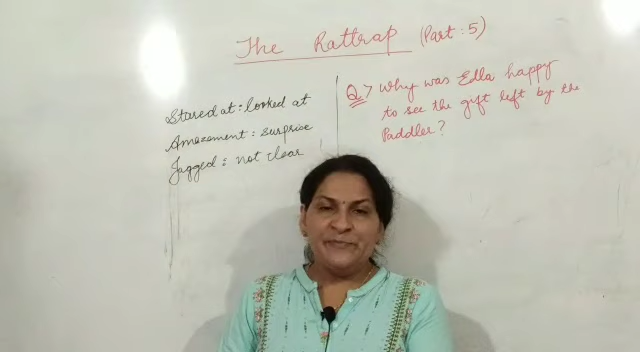 The Rattrap (Part : 5)
Stared at : looked at
Amazement : surprise
Jagged : not clear
Q. > Why was Edla happy
to see the gift left by the
Paddler?